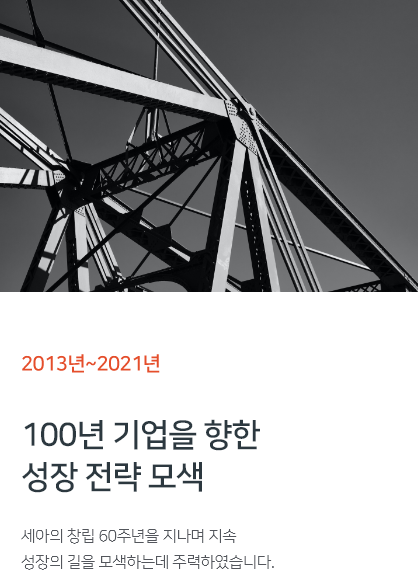 2013년~2021년
100년 기업을 향한
성장 전략 모색
세아의 창립 60주년을 지나며 지속
성장의 길을 모색하는데 주력하였습니다.